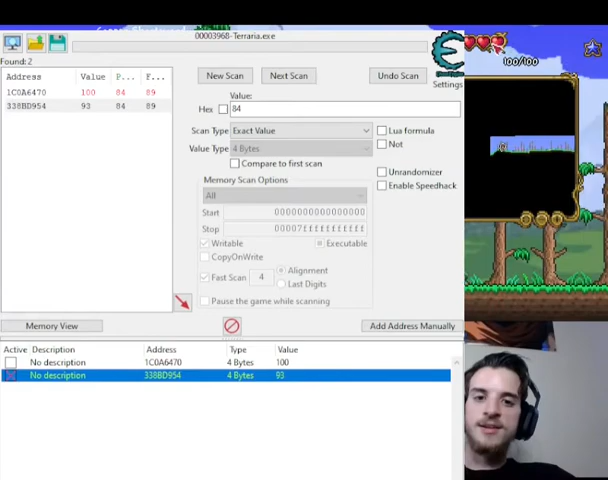 00003968-Terraria.exe
Found: 2
Address Value P... F...
1C0A6470 100 84 89
338BD954 93 84 89
New Scan Next Scan Undo Scan
Settings
100/100
Value:
Hex 84
Scan Type Exact Value
Lua formula
Not
Value Type 4 Bytes
Compare to first scan
Unrandomizer
Enable Speedhack
Memory Scan Options
All
Start 0000000000000000
Stop 00007fffffffffff
Writable Executable
CopyOnWrite
Fast Scan 4 Alignment
Last Digits
Pause the game while scanning
Memory View Add Address Manually
Active Description Address Type Value
No description 1C0A6470 4 Bytes 100
No description 338BD954 4 Bytes 93